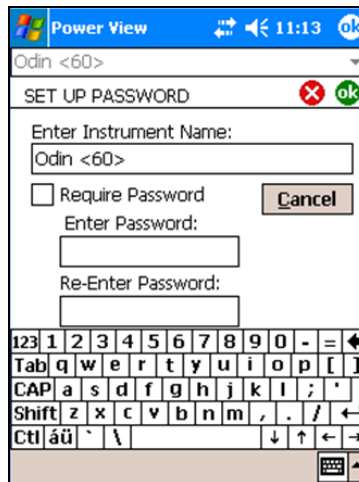 Power View 11:13 ok
Odin <60>
SET UP PASSWORD ok
Enter Instrument Name:
Odin <60>
Require Password Cancel
Enter Password:
Re-Enter Password:
123 1 2 3 4 5 6 7 8 9 0 - =
Tab q w e r t y u i o p [ ]
CAP a s d f g h j k l ; '
Shift z x c v b n m , . /
Ctl áü ` \